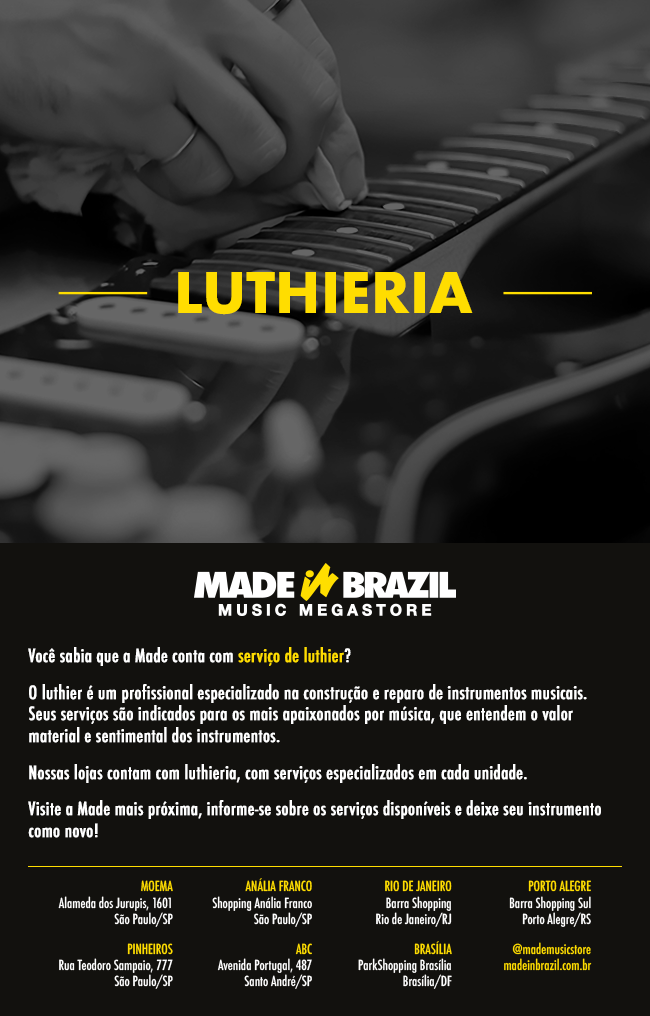 LUTHIERIA
MADE iN BRAZIL
MUSIC MEGASTORE
Você sabia que a Made conta com serviço de luthier?
O luthier é um profissional especializado na construção e reparo de instrumentos musicais.
Seus serviços são indicados para os mais apaixonados por música, que entendem o valor
material e sentimental dos instrumentos.
Nossas lojas contam com luthieria, com serviços especializados em cada unidade.
Visite a Made mais próxima, informe-se sobre os serviços disponíveis e deixe seu instrumento
como novo!
MOEMA
Alameda dos Jurupis, 1601
São Paulo/SP
ANÁLIA FRANCO
Shopping Anália Franco
São Paulo/SP
RIO DE JANEIRO
Barra Shopping
Rio de Janeiro/RJ
PORTO ALEGRE
Barra Shopping Sul
Porto Alegre/RS
PINHEIROS
Rua Teodoro Sampaio, 777
São Paulo/SP
ABC
Avenida Portugal, 487
Santo André/SP
BRASÍLIA
ParkShopping Brasília
Brasília/DF
@mademusicstore
madeinbrazil.com.br